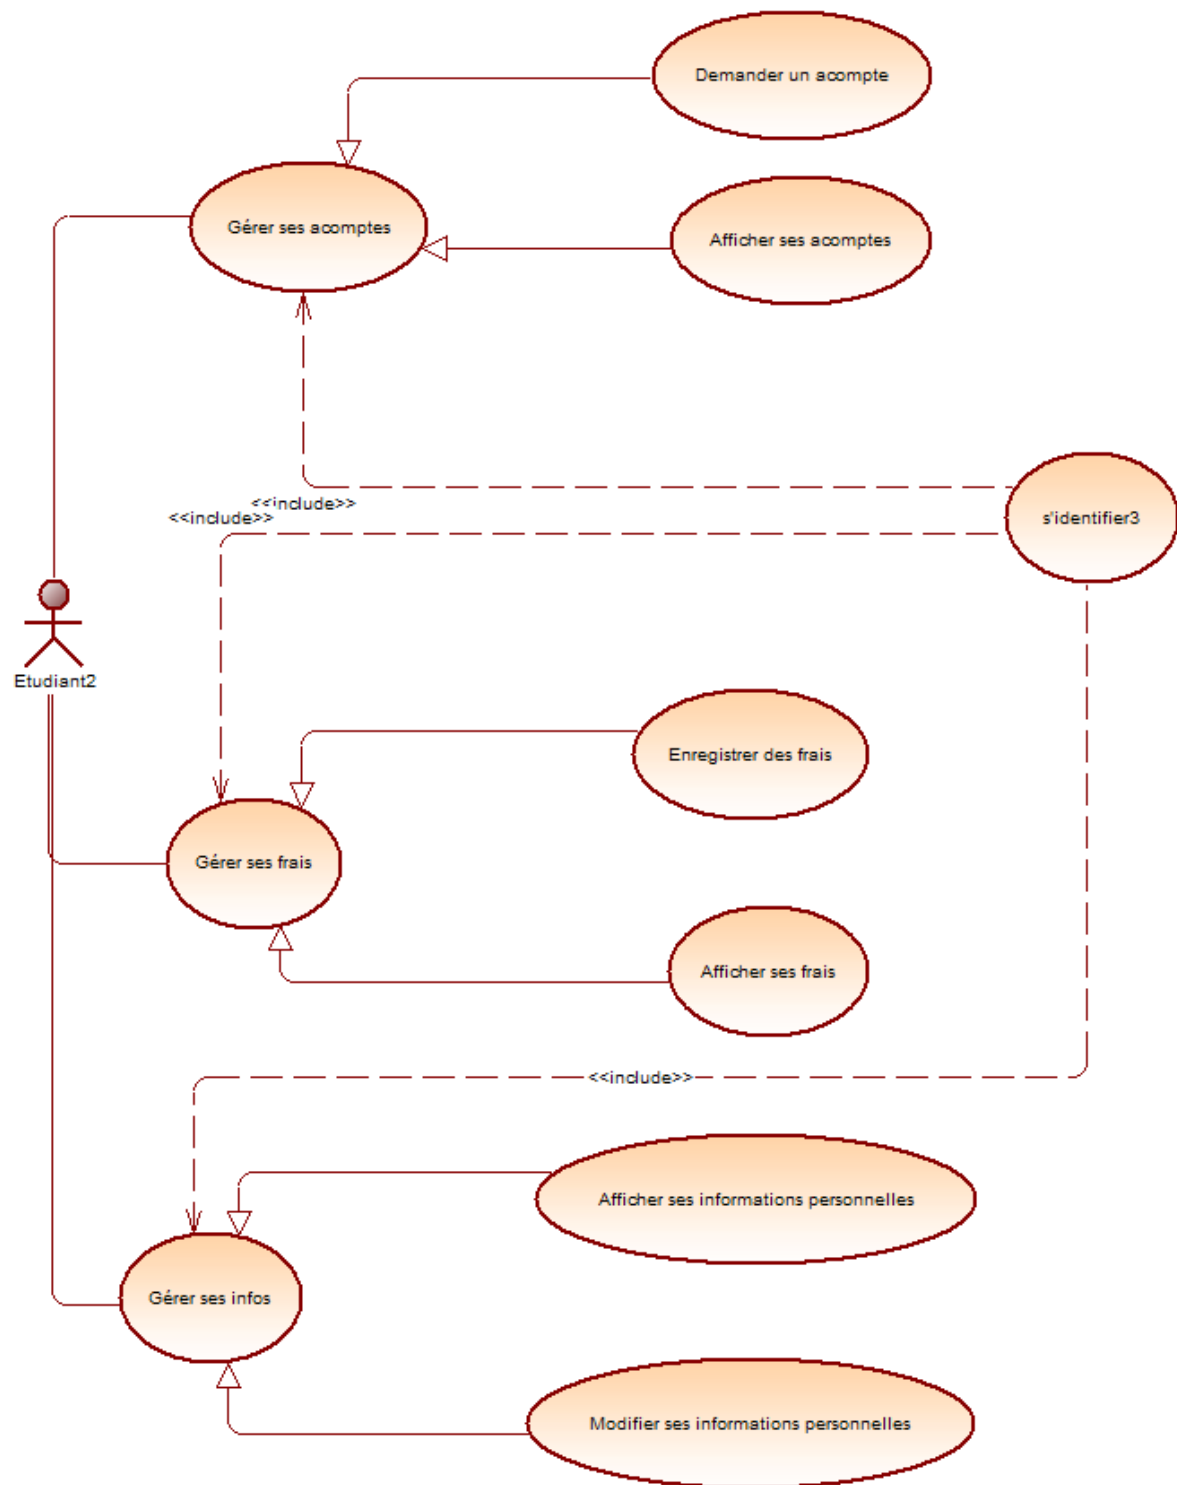 Demander un acompte
Gérer ses acomptes
Afficher ses acomptes
<<include>>
<<include>>
s'identifier3
Etudiant2
Enregistrer des frais
Gérer ses frais
Afficher ses frais
<<include>>
Afficher ses informations personnelles
Gérer ses infos
Modifier ses informations personnelles